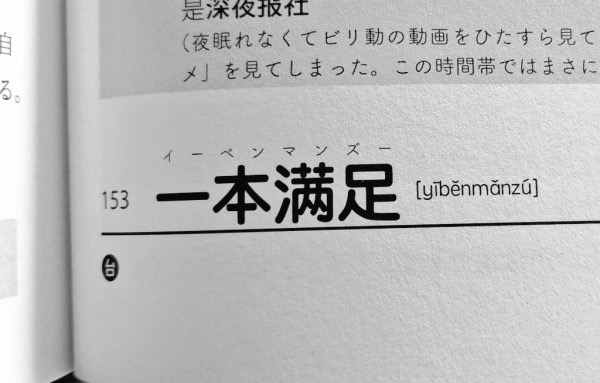 自
る。
是深夜报社
（夜眠れなくてビリ動の動画をひたすら見て
メ」を見てしまった。この時間帯ではまさに
イーベンマンズー
153 一本满足 [yīběnmǎnzú]
台